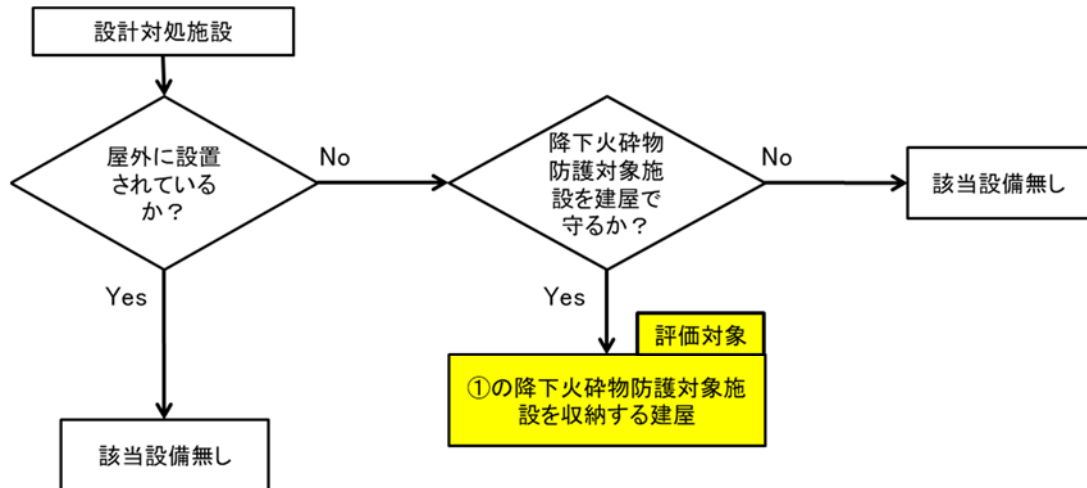 設計対処施設
屋外に設置
されているか
か？
No
降下火砕物
防護対象施
設を建屋で
守るか？
No
該当設備無し
Yes
Yes
評価対象
①の降下火砕物防護対象施
設を収納する建屋
該当設備無し